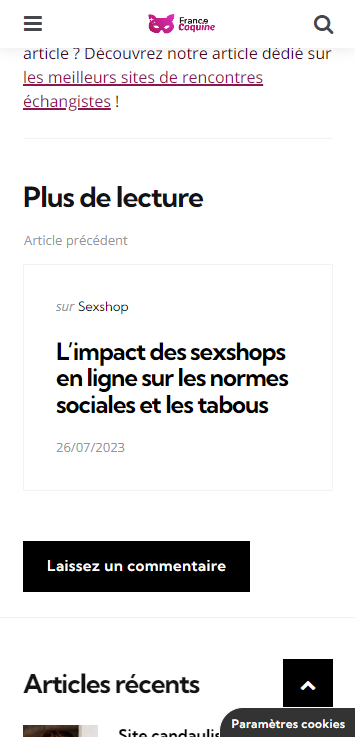 France
Coquine
article ? Découvrez notre article dédié sur
les meilleurs sites de rencontres
échangistes !
Plus de lecture
Article précédent
sur Sexshop
L'impact des sexshops
en ligne sur les normes
sociales et les tabous
26/07/2023
Laissez un commentaire
Articles récents
Paramètres cookies
Site